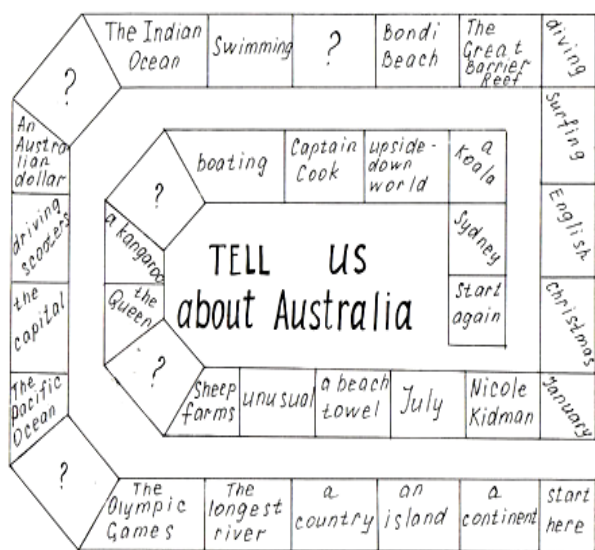 The Indian
Ocean
Swimming
?
Bondi
Beach
The
Great
Barrier
Reef
diving
?
An
Austra
lian
dollar
driving
scooters
the
capital
The
Pacific
Ocean
?
surfing
English
Christmas
January
boating
Captain
Cook
upside-
down
world
a
Koala
?
a kangaroo
the
Queen
?
Sydney
start
again
TELL US
about Australia
Sheep
farms
unusual
a beach
towel
July
Nicole
Kidman
The
Olympic
Games
The
longest
river
a
country
an
island
a
continent
start
here